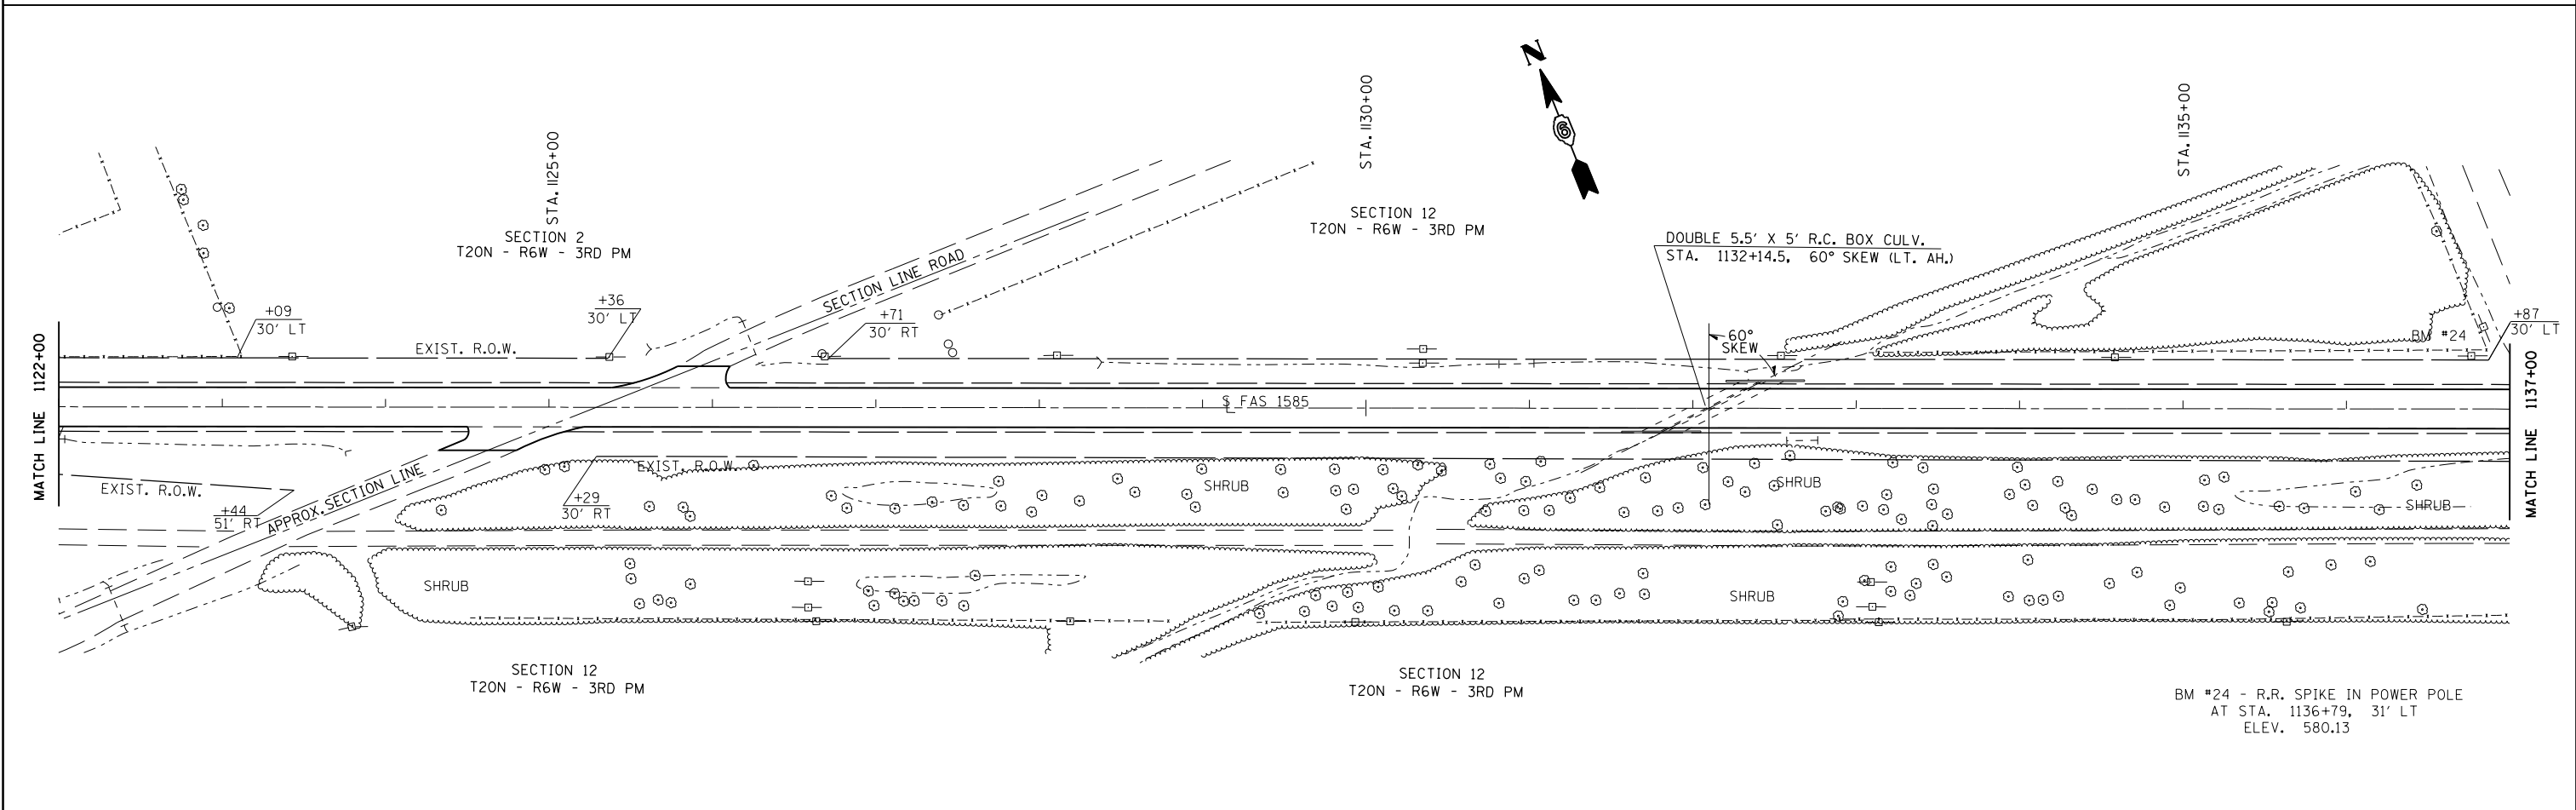 N
6
STA. 1125+00
STA. 1130+00
STA. 1135+00
SECTION 2
T20N - R6W - 3RD PM
SECTION 12
T20N - R6W - 3RD PM
DOUBLE 5.5' X 5' R.C. BOX CULV.
STA. 1132+14.5, 60° SKEW (LT. AH.)
SECTION LINE ROAD
+09
30' LT
+36
30' LT
+71
30' RT
+87
30' LT
60°
SKEW
BM #24
EXIST. R.O.W.
MATCH LINE 1122+00
MATCH LINE 1137+00
℄ FAS 1585
EXIST. R.O.W.
EXIST. R.O.W.
APPROX. SECTION LINE
+44
51' RT
+29
30' RT
SHRUB
SHRUB
SHRUB
SHRUB
SHRUB
SECTION 12
T20N - R6W - 3RD PM
SECTION 12
T20N - R6W - 3RD PM
BM #24 - R.R. SPIKE IN POWER POLE
AT STA. 1136+79, 31' LT
ELEV. 580.13